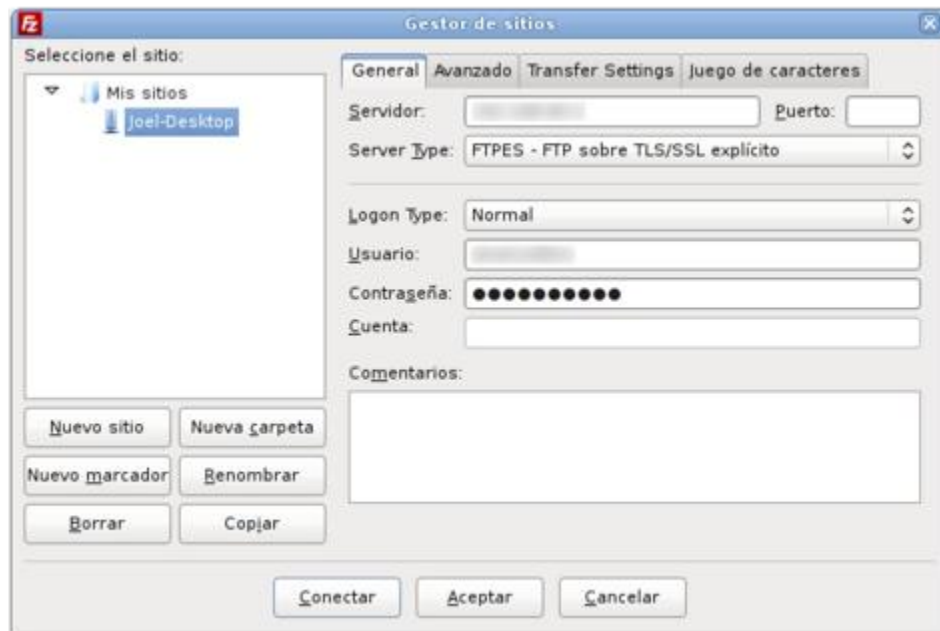 Fz
Gestor de sitios
Seleccione el sitio:
Mis sitios
Joel-Desktop
Nuevo sitio
Nueva carpeta
Nuevo marcador
Renombrar
Borrar
Copiar
General Avanzado Transfer Settings Juego de caracteres
Servidor:
Puerto:
Server Type: FTPES - FTP sobre TLS/SSL explícito
Logon Type: Normal
Usuario:
Contraseña: ●●●●●●●●●●
Cuenta:
Comentarios:
Conectar
Aceptar
Cancelar